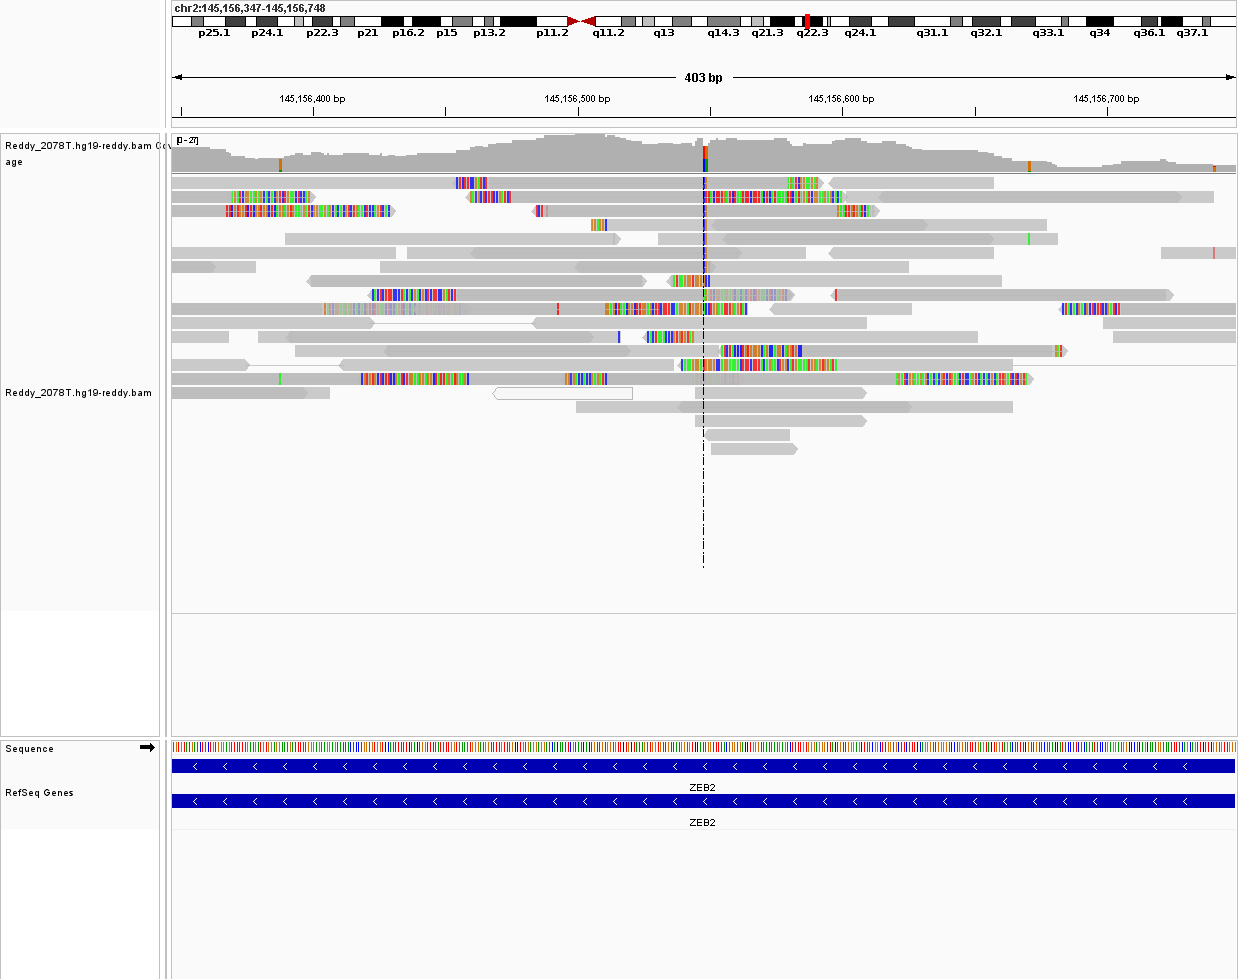 chr2:145,156,347-145,156,748
p25.1 p24.1 p22.3 p21 p16.2 p15 p13.2 p11.2 q11.2 q13 q14.3 q21.3 q22.3 q24.1 q31.1 q32.1 q33.1 q34 q36.1 q37.1
403 bp
145,156,400 bp 145,156,500 bp 145,156,600 bp 145,156,700 bp
[0 - 27]
Reddy_2078T.hg19-reddy.bam Cov
age
Reddy_2078T.hg19-reddy.bam
Sequence
ZEB2
RefSeq Genes
ZEB2